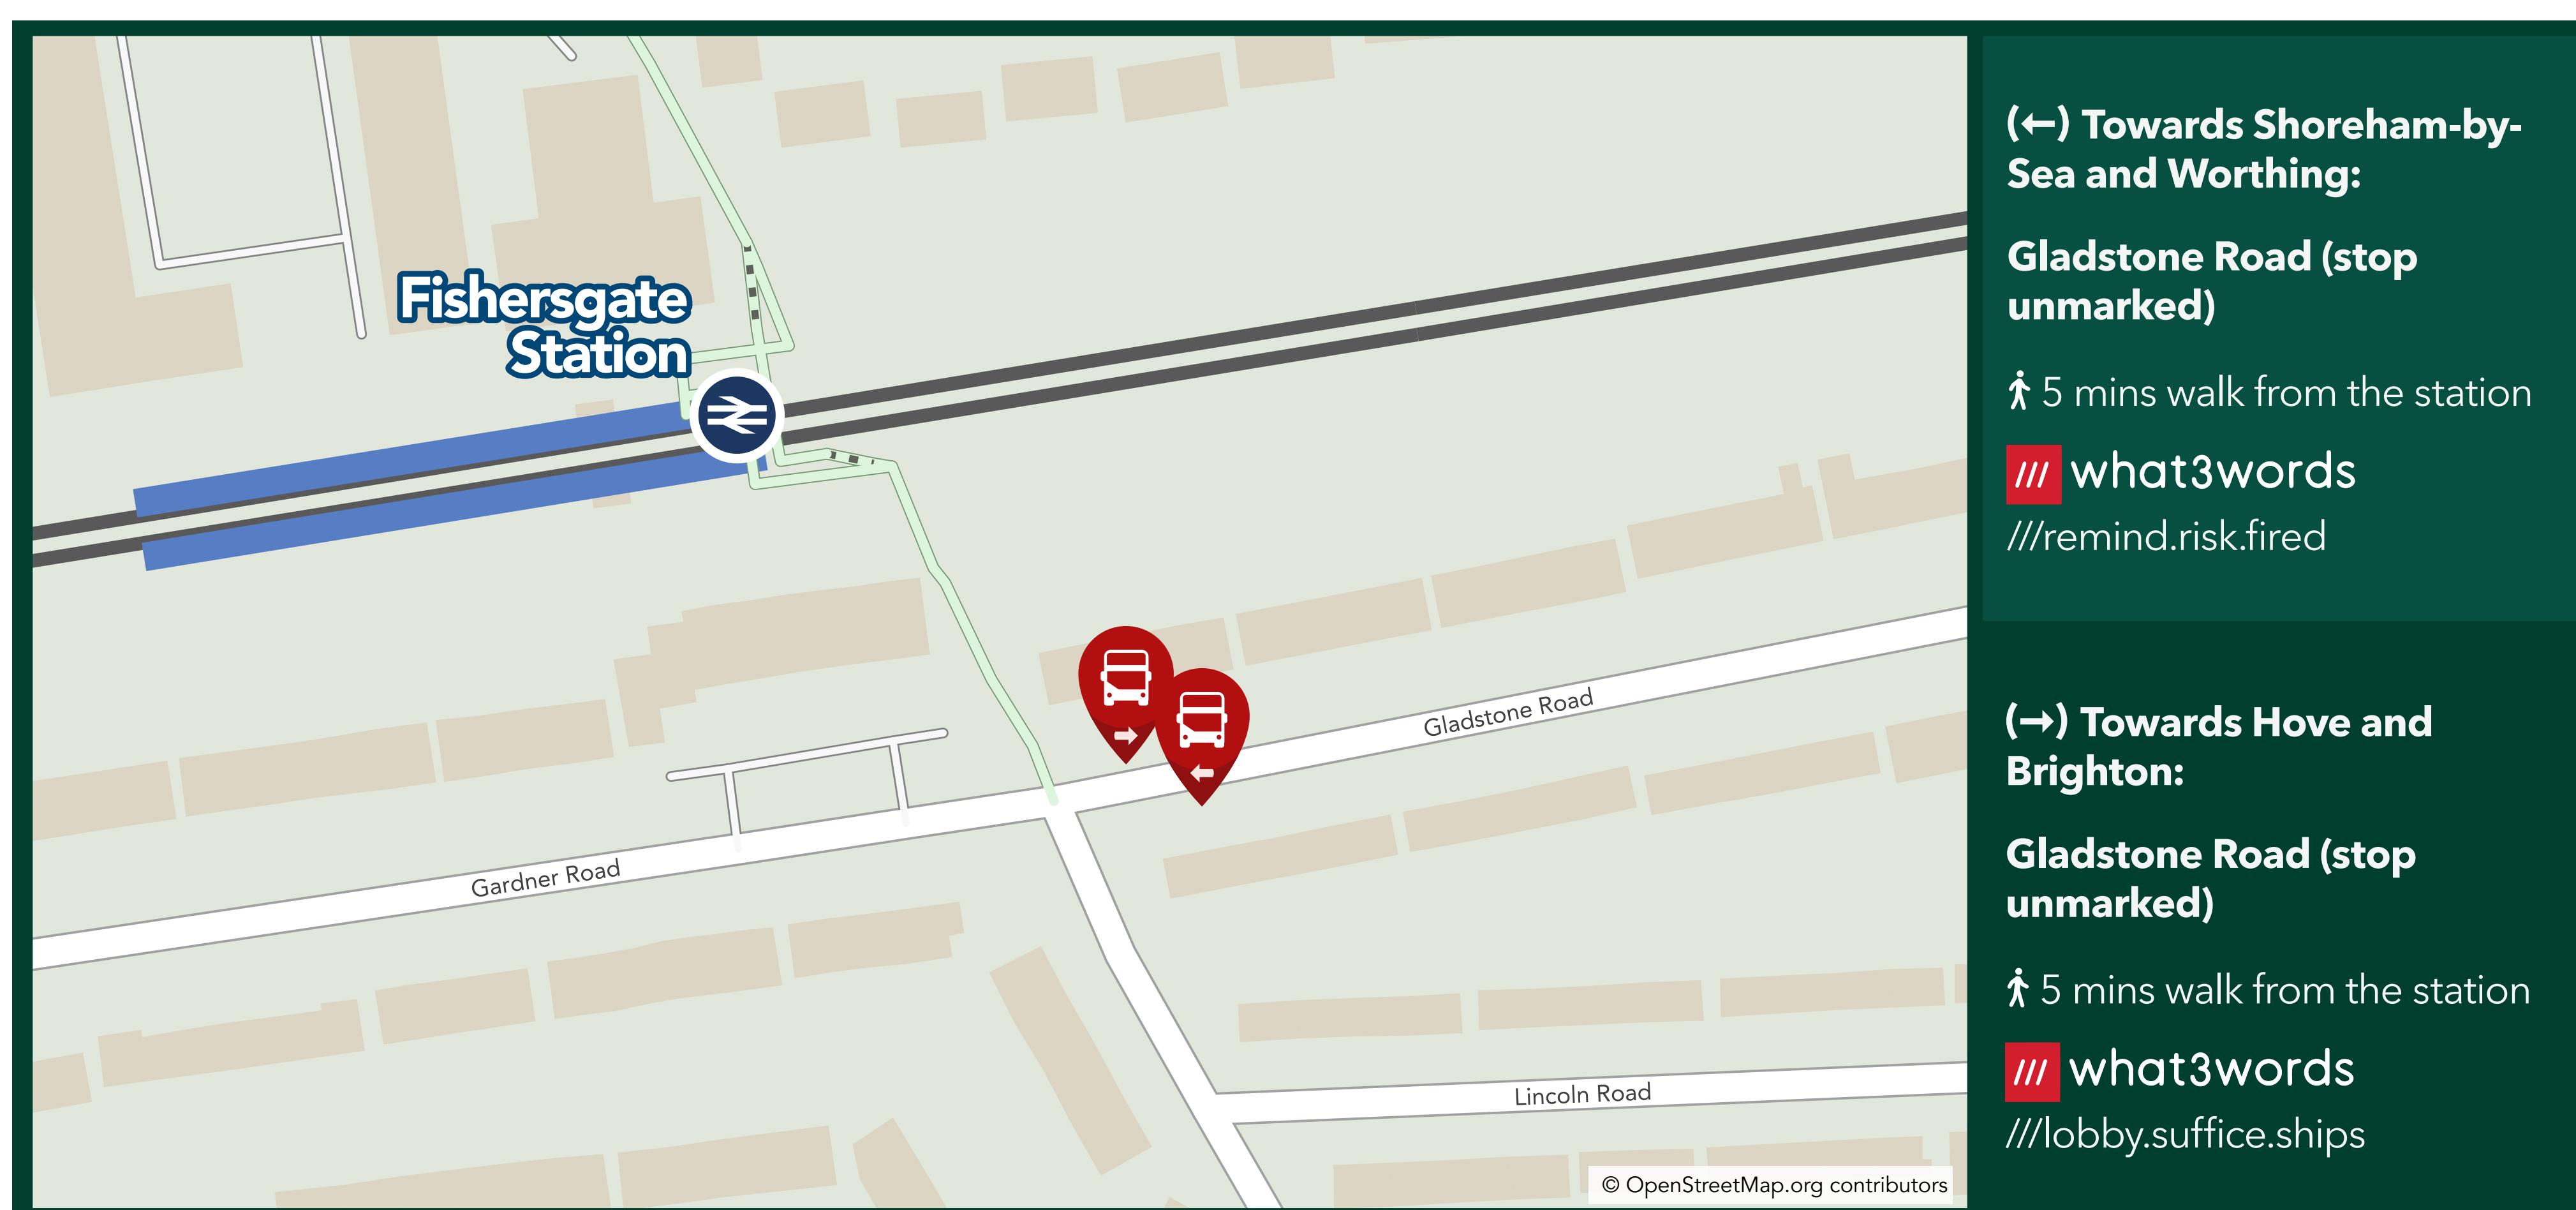 Fishersgate
Station
Gladstone Road
Gardner Road
Lincoln Road
© OpenStreetMap.org contributors
(←) Towards Shoreham-by-
Sea and Worthing:
Gladstone Road (stop
unmarked)
5 mins walk from the station
what3words
///remind.risk.fired
(→) Towards Hove and
Brighton:
Gladstone Road (stop
unmarked)
5 mins walk from the station
what3words
///lobby.suffice.ships